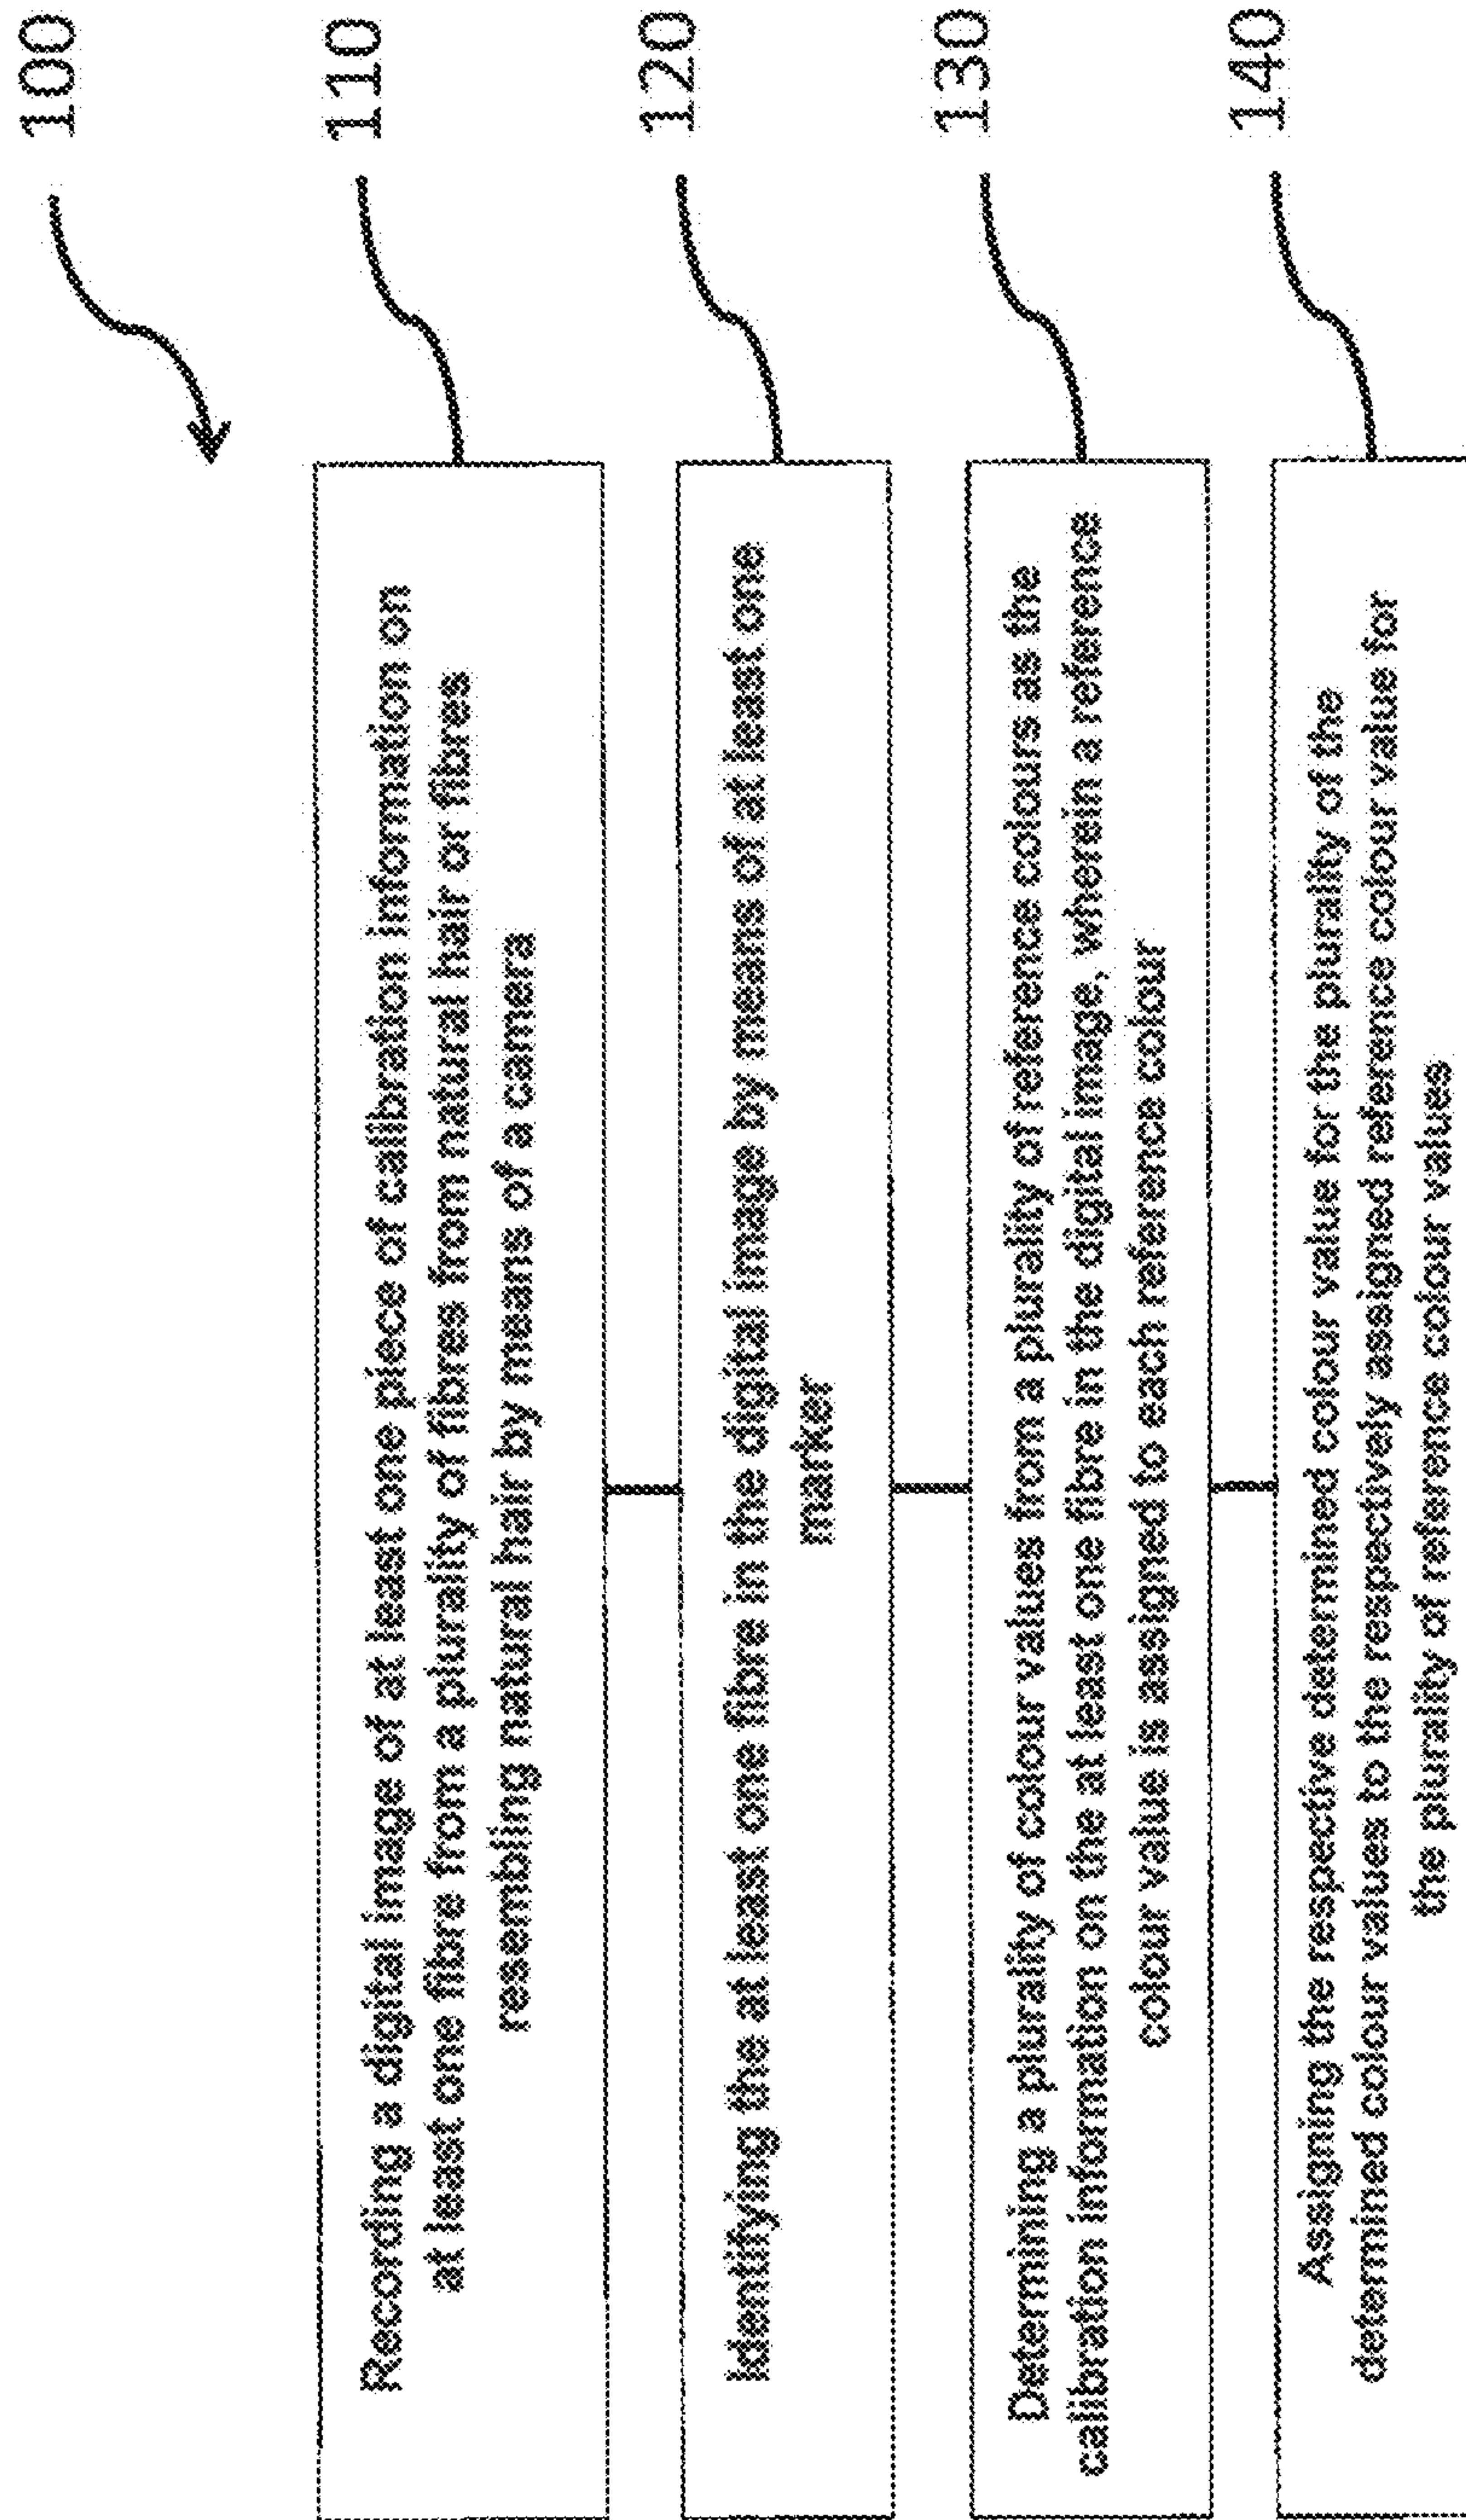 100
Recording a digital image of at least one piece of calibration information on
at least one fibre from a plurality of fibres from natural hair or fibres
resembling natural hair by means of a camera
110
Identifying the at least one fibre in the digital image by means of at least one
marker
120
Determining a plurality of colour values from a plurality of reference colours as the
calibration information on the at least one fibre in the digital image, wherein a reference
colour value is assigned to each reference colour
130
Assigning the respective determined colour value for the plurality of the
determined colour values to the respectively assigned reference colour value for
the plurality of reference colour values
140